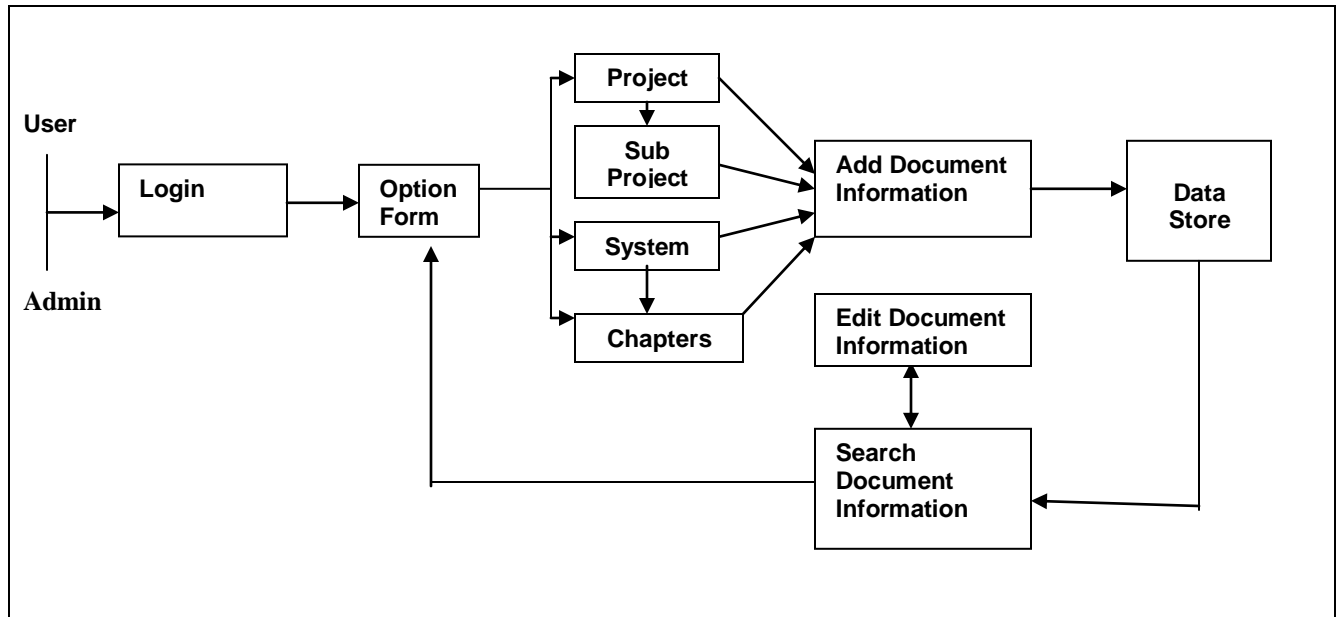 User
Admin
Login
Option
Form
Project
Sub
Project
System
Chapters
Add Document
Information
Data
Store
Edit Document
Information
Search
Document
Information